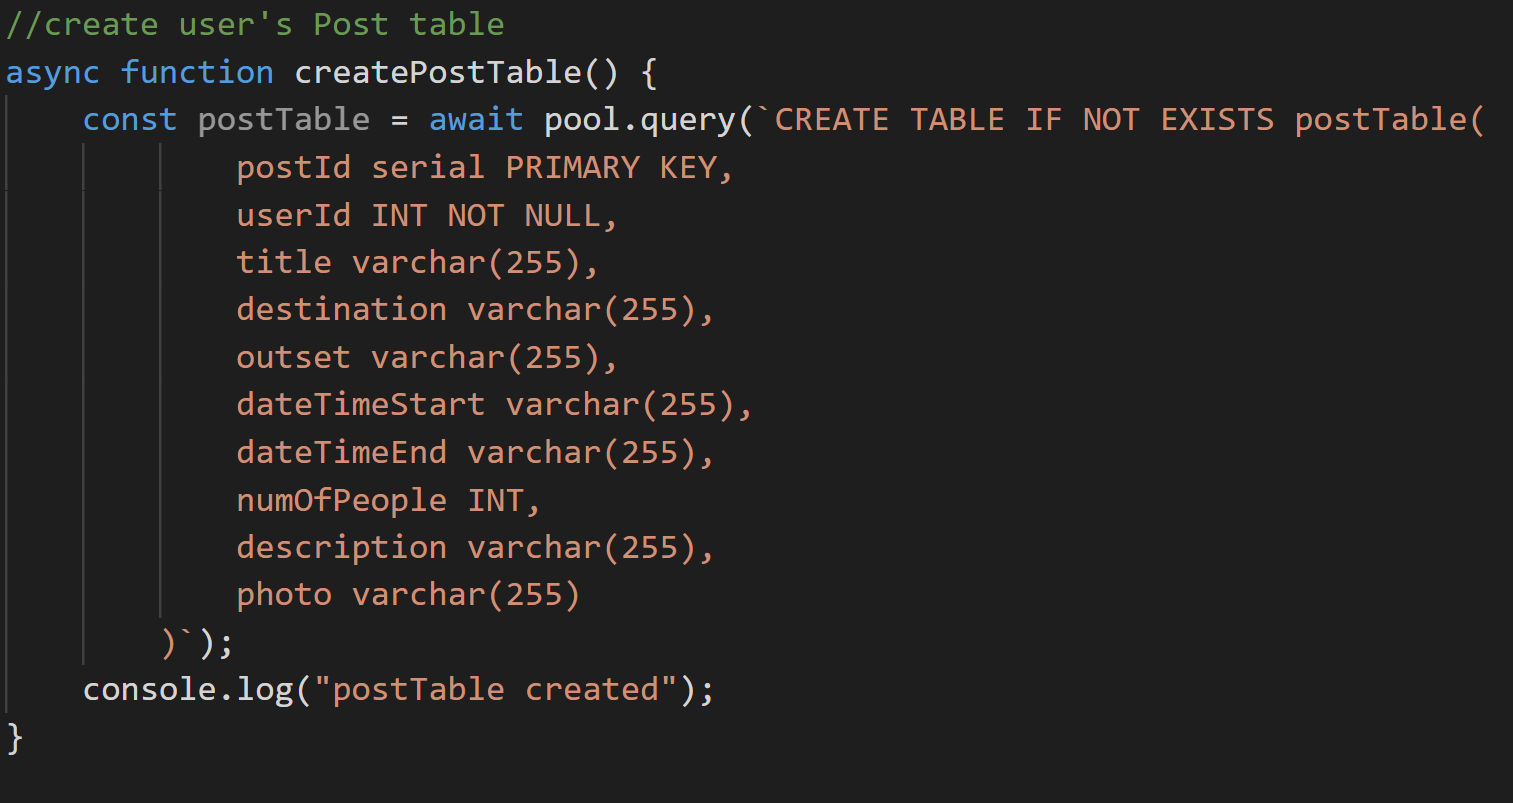 //create user's Post table
async function createPostTable() {
    const postTable = await pool.query(`CREATE TABLE IF NOT EXISTS postTable(
            postId serial PRIMARY KEY,
            userId INT NOT NULL,
            title varchar(255),
            destination varchar(255),
            outset varchar(255),
            dateTimeStart varchar(255),
            dateTimeEnd varchar(255),
            numOfPeople INT,
            description varchar(255),
            photo varchar(255)
        )`);
    console.log("postTable created");
}